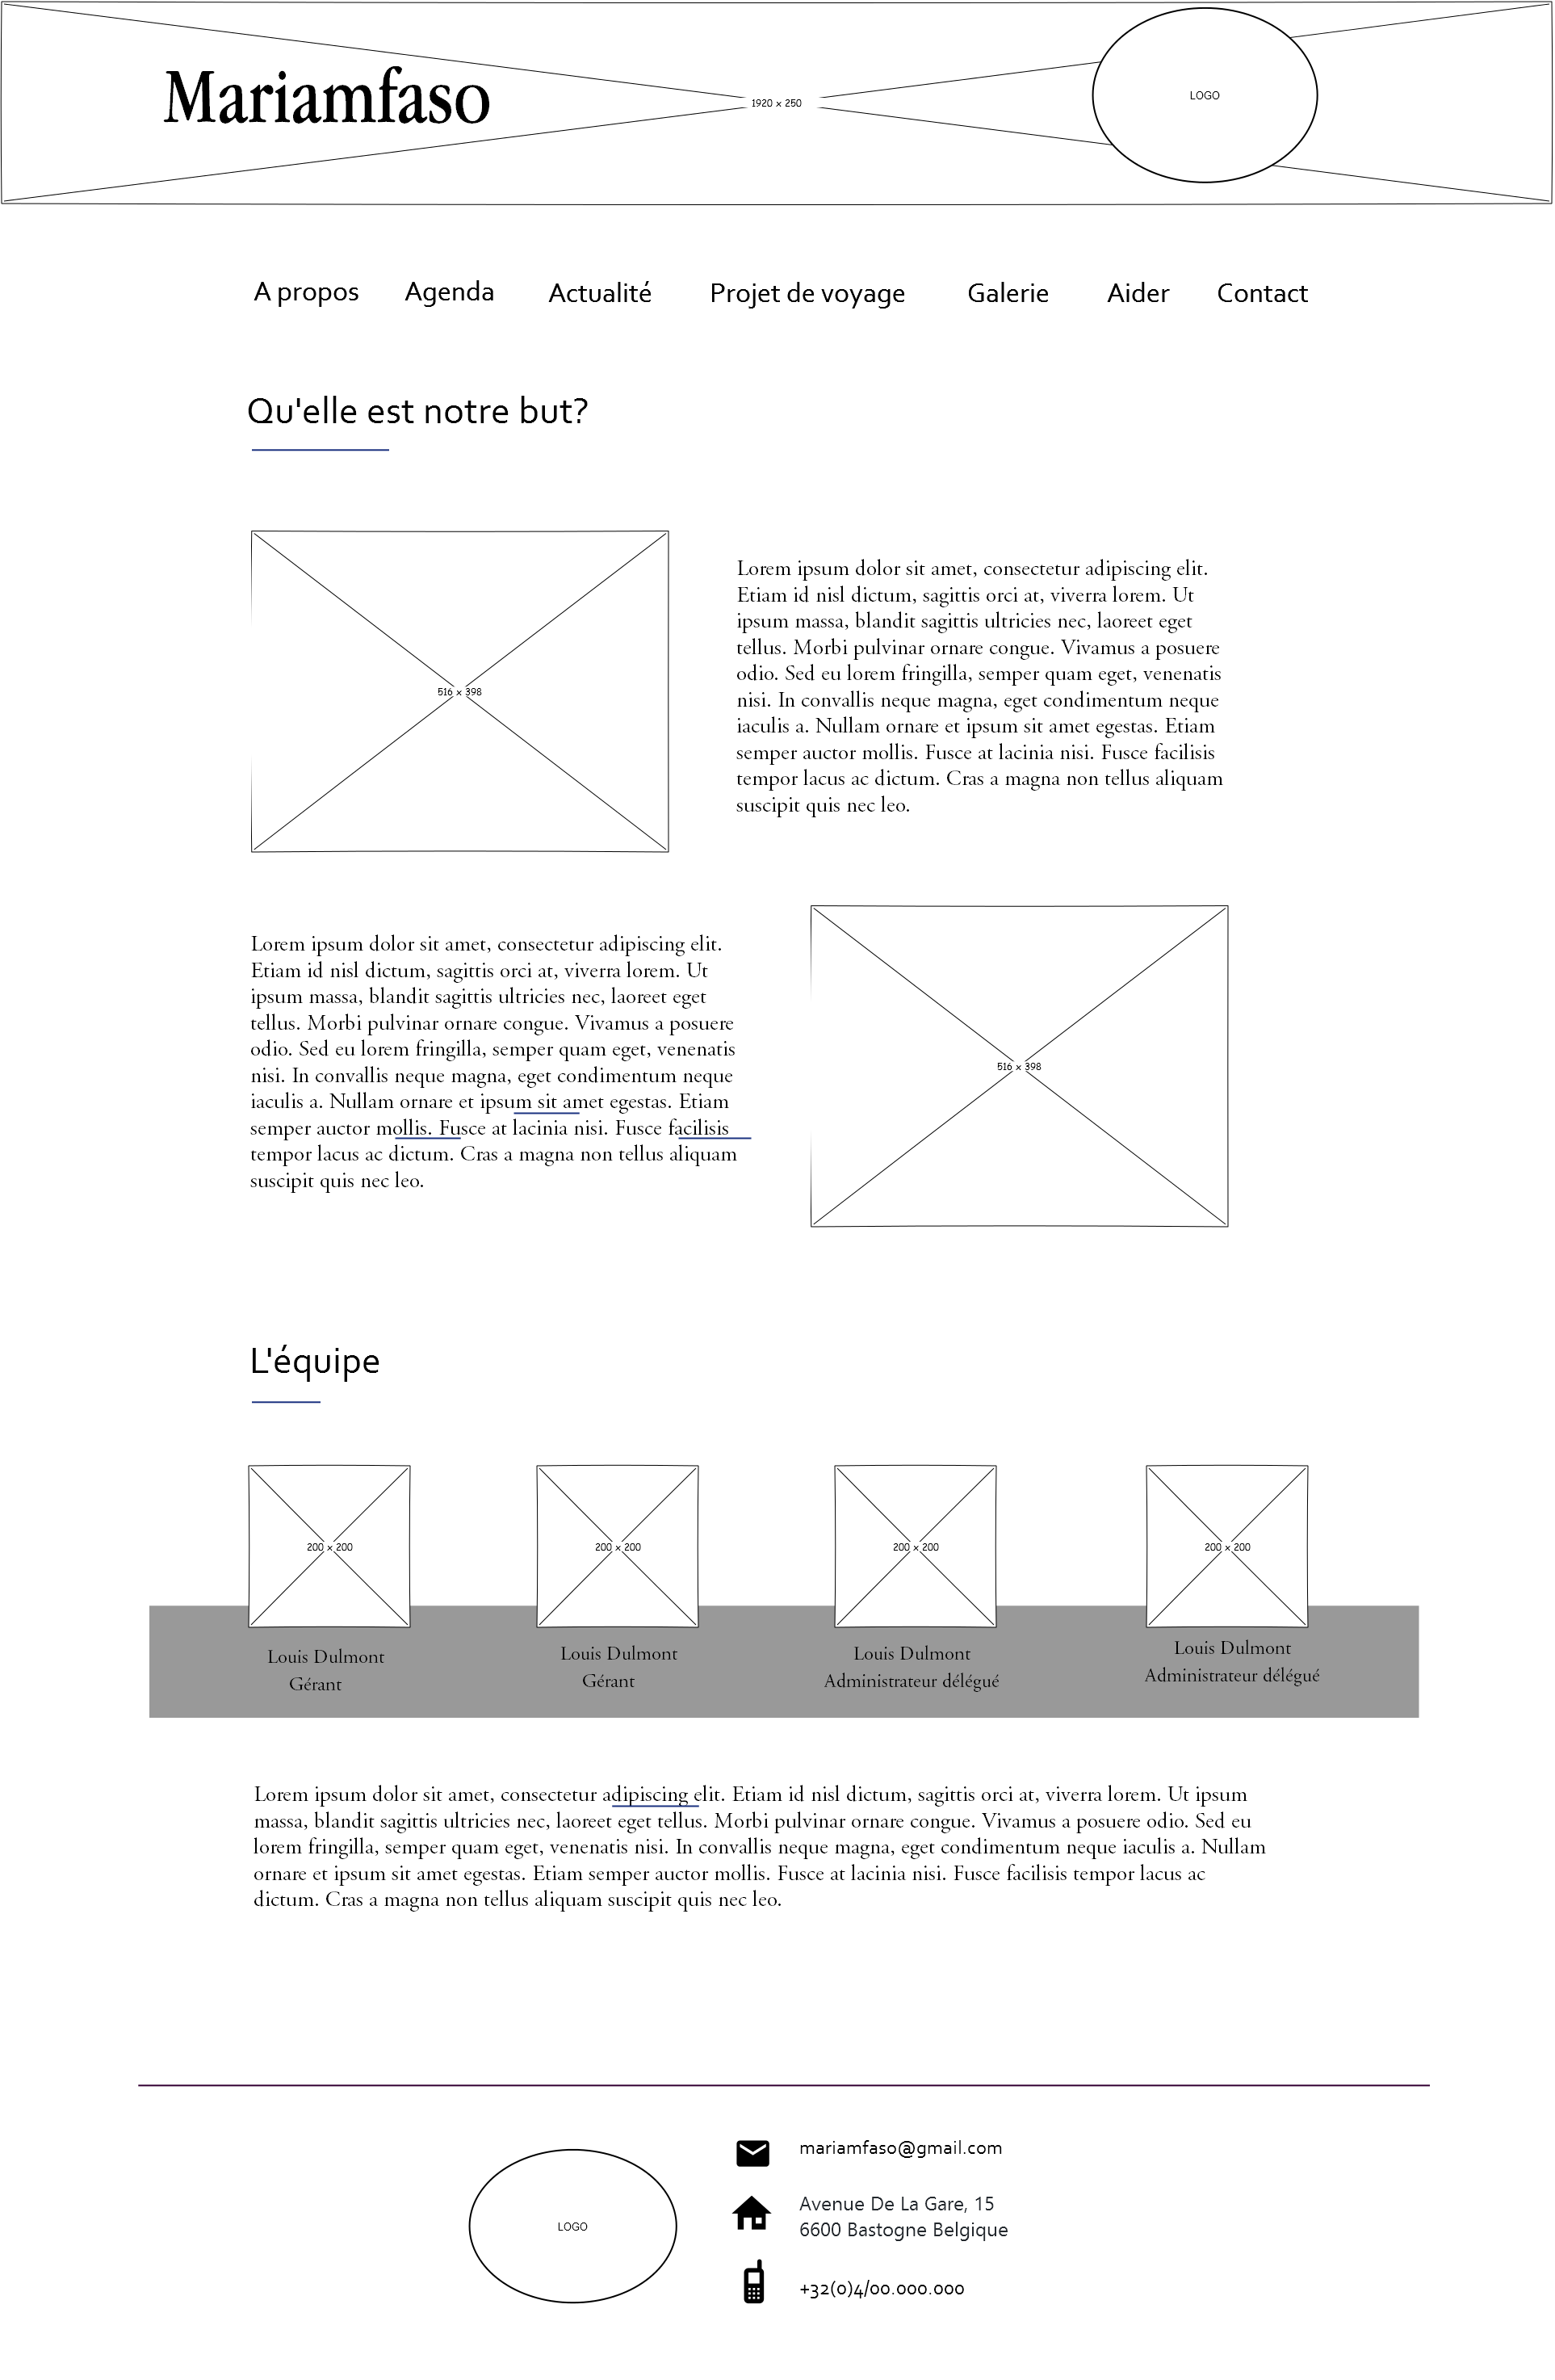 Mariamfaso
1920 x 250
LOGO
A propos Agenda Actualité Projet de voyage Galerie Aider Contact
Qu'elle est notre but?
516 x 398
Lorem ipsum dolor sit amet, consectetur adipiscing elit.
Etiam id nisl dictum, sagittis orci at, viverra lorem. Ut
ipsum massa, blandit sagittis ultricies nec, laoreet eget
tellus. Morbi pulvinar ornare congue. Vivamus a posuere
odio. Sed eu lorem fringilla, semper quam eget, venenatis
nisi. In convallis neque magna, eget condimentum neque
iaculis a. Nullam ornare et ipsum sit amet egestas. Etiam
semper auctor mollis. Fusce at lacinia nisi. Fusce facilisis
tempor lacus ac dictum. Cras a magna non tellus aliquam
suscipit quis nec leo.
Lorem ipsum dolor sit amet, consectetur adipiscing elit.
Etiam id nisl dictum, sagittis orci at, viverra lorem. Ut
ipsum massa, blandit sagittis ultricies nec, laoreet eget
tellus. Morbi pulvinar ornare congue. Vivamus a posuere
odio. Sed eu lorem fringilla, semper quam eget, venenatis
nisi. In convallis neque magna, eget condimentum neque
iaculis a. Nullam ornare et ipsum sit amet egestas. Etiam
semper auctor mollis. Fusce at lacinia nisi. Fusce facilisis
tempor lacus ac dictum. Cras a magna non tellus aliquam
suscipit quis nec leo.
516 x 398
L'équipe
200 x 200
200 x 200
200 x 200
200 x 200
Louis Dulmont
Gérant
Louis Dulmont
Gérant
Louis Dulmont
Administrateur délégué
Louis Dulmont
Administrateur délégué
Lorem ipsum dolor sit amet, consectetur adipiscing elit. Etiam id nisl dictum, sagittis orci at, viverra lorem. Ut ipsum
massa, blandit sagittis ultricies nec, laoreet eget tellus. Morbi pulvinar ornare congue. Vivamus a posuere odio. Sed eu
lorem fringilla, semper quam eget, venenatis nisi. In convallis neque magna, eget condimentum neque iaculis a. Nullam
ornare et ipsum sit amet egestas. Etiam semper auctor mollis. Fusce at lacinia nisi. Fusce facilisis tempor lacus ac
dictum. Cras a magna non tellus aliquam suscipit quis nec leo.
LOGO
mariamfaso@gmail.com
Avenue De La Gare, 15
6600 Bastogne Belgique
+32(0)4/00.000.000